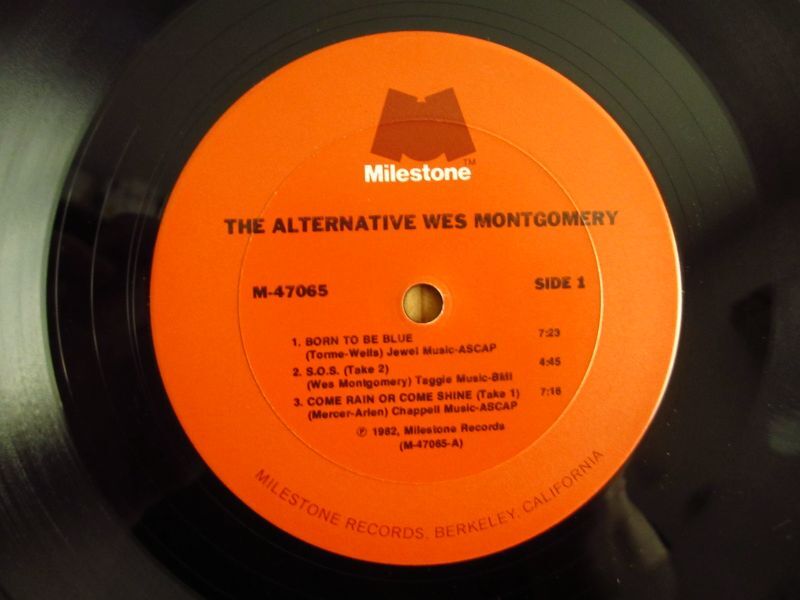 TM
Milestone
THE ALTERNATIVE WES MONTGOMERY
M-47065 SIDE 1
1. BORN TO BE BLUE 7:23
(Torme-Wells) Jewel Music-ASCAP
2. S.O.S. (Take 2) 4:45
(Wes Montgomery) Taggie Music-BMI
3. COME RAIN OR COME SHINE (Take 1) 7:16
(Mercer-Arlen) Chappell Music-ASCAP
℗ 1982, Milestone Records
(M-47065-A)
MILESTONE RECORDS, BERKELEY, CALIFORNIA